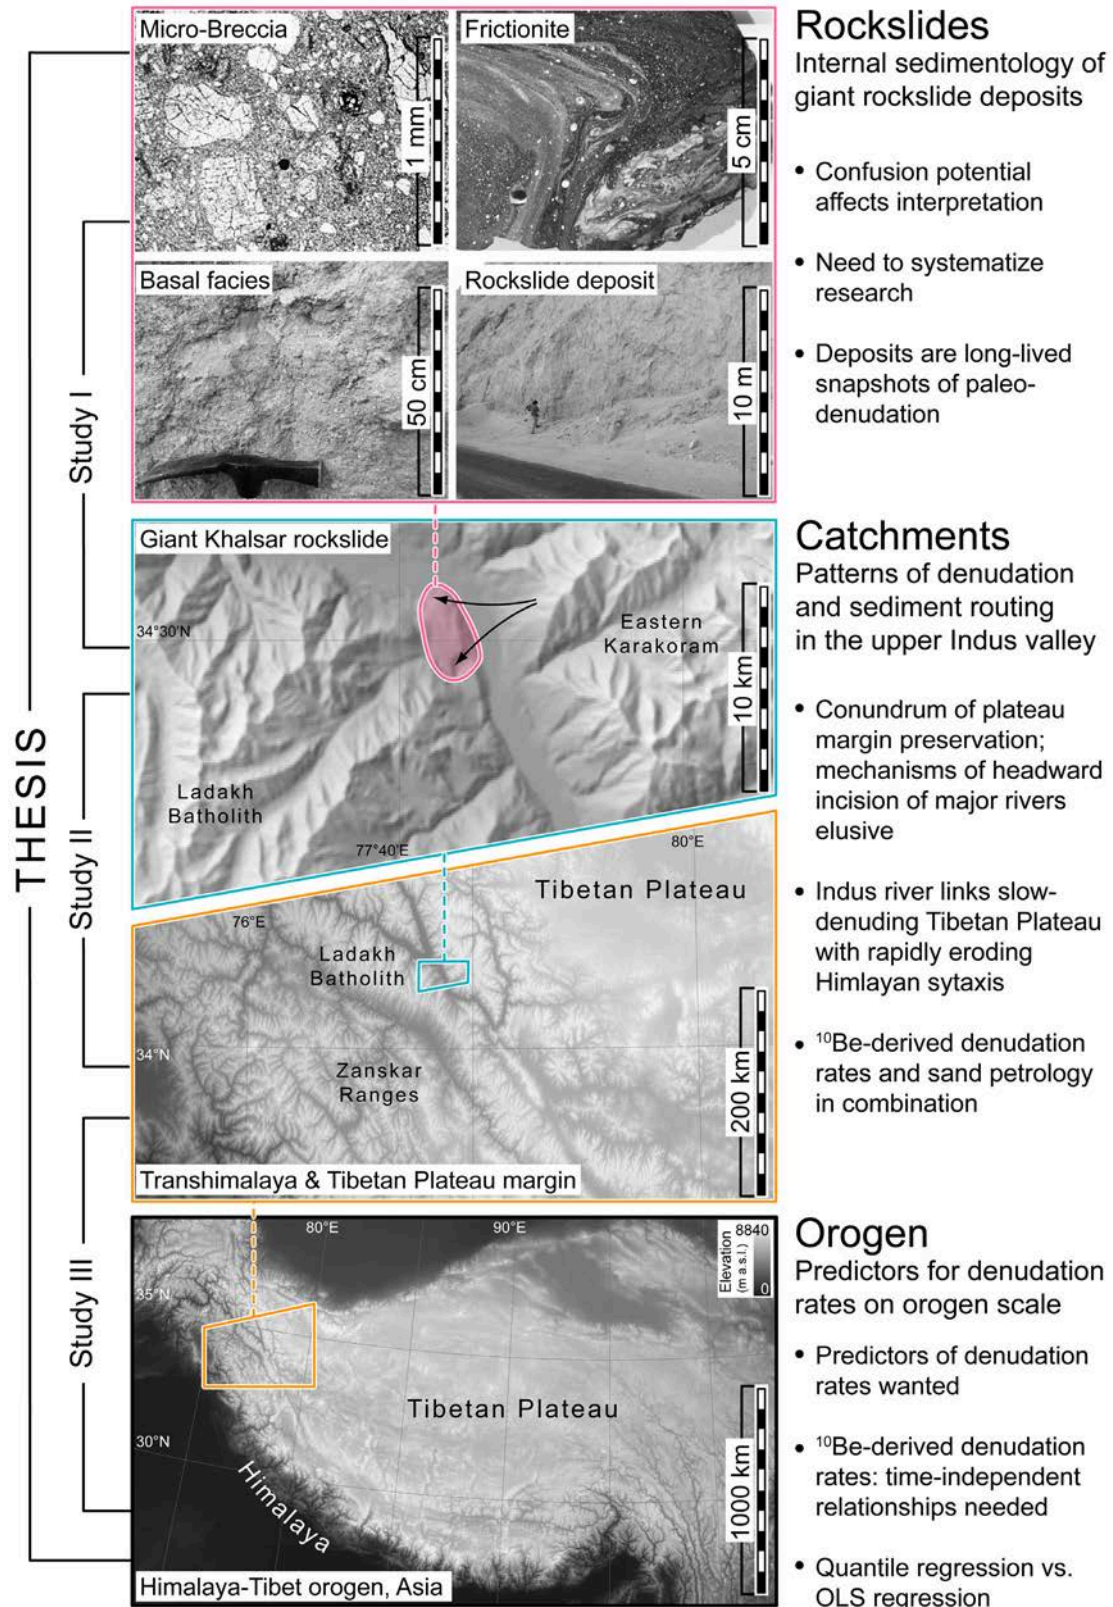 THESIS
Study I
Study II
Study III
Micro-Breccia
1 mm
Frictionite
5 cm
Basal facies
50 cm
Rockslide deposit
10 m
Rockslides
Internal sedimentology of
giant rockslide deposits
• Confusion potential
affects interpretation
• Need to systematize
research
• Deposits are long-lived
snapshots of paleo-
denudation
Giant Khalsar rockslide
34°30'N
Eastern
Karakoram
10 km
Ladakh
Batholith
77°40'E
Catchments
Patterns of denudation
and sediment routing
in the upper Indus valley
• Conundrum of plateau
margin preservation;
mechanisms of headward
incision of major rivers
elusive
• Indus river links slow-
denuding Tibetan Plateau
with rapidly eroding
Himlayan sytaxis
• ¹⁰Be-derived denudation
rates and sand petrology
in combination
80°E
Tibetan Plateau
76°E
Ladakh
Batholith
34°N
Zanskar
Ranges
200 km
Transhimalaya & Tibetan Plateau margin
80°E
90°E
Elevation
(m a.s.l.)
8840
0
35°N
Tibetan Plateau
30°N
Himalaya
1000 km
Himalaya-Tibet orogen, Asia
Orogen
Predictors for denudation
rates on orogen scale
• Predictors of denudation
rates wanted
• ¹⁰Be-derived denudation
rates: time-independent
relationships needed
• Quantile regression vs.
OLS regression